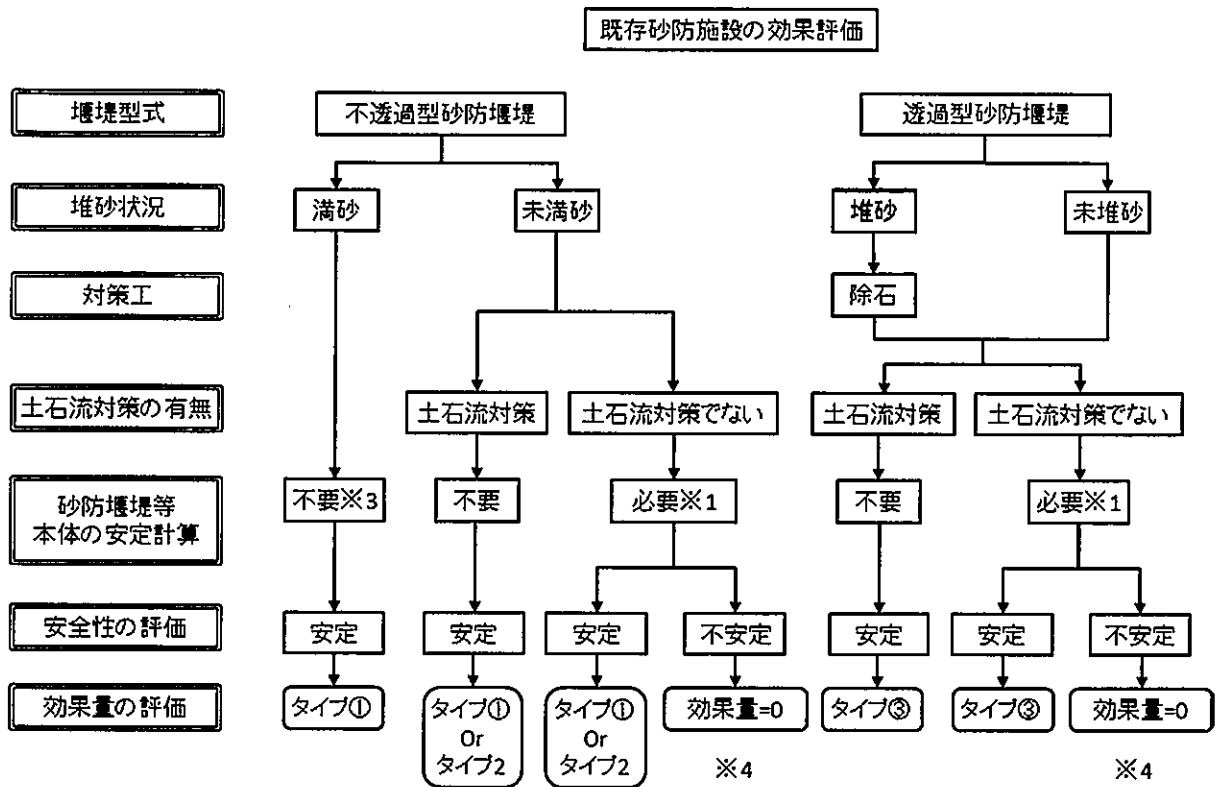 既存砂防施設の効果評価
堰堤型式
不透過型砂防堰堤
透過型砂防堰堤
堆砂状況
満砂
未満砂
堆砂
未堆砂
対策工
除石
土石流対策の有無
土石流対策
土石流対策でない
土石流対策
土石流対策でない
砂防堰堤等
本体の安定計算
不要※3
不要
必要※1
不要
必要※1
安全性の評価
安定
安定
安定
不安定
安定
安定
不安定
効果量の評価
タイプ①
タイプ①
Or
タイプ2
タイプ①
Or
タイプ2
効果量=0
タイプ③
タイプ③
効果量=0
※4
※4